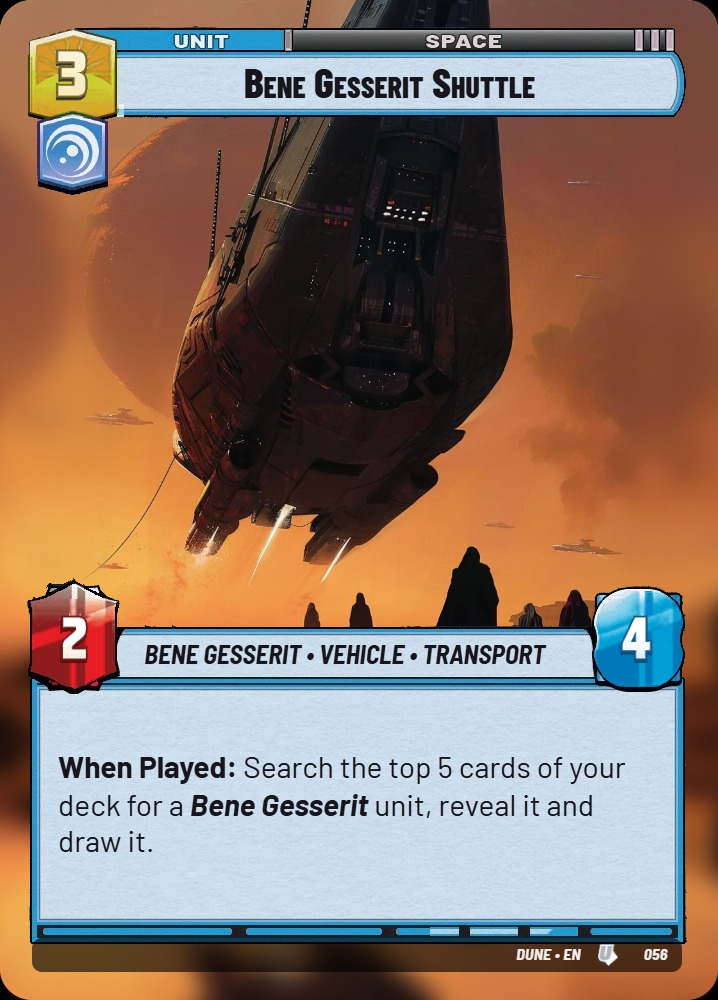 UNIT SPACE
3 Bene Gesserit Shuttle
2 BENE GESSERIT • VEHICLE • TRANSPORT 4
When Played: Search the top 5 cards of your
deck for a Bene Gesserit unit, reveal it and
draw it.
DUNE • EN U 056